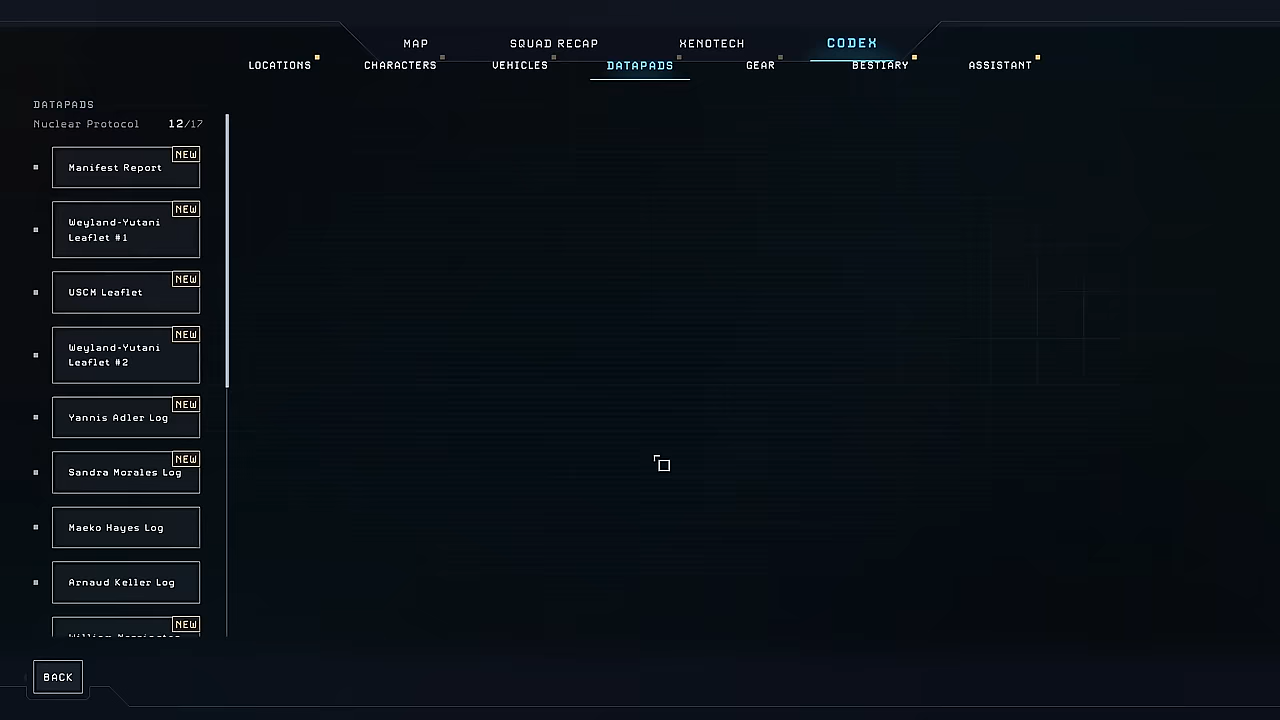 MAP SQUAD RECAP XENOTECH CODEX
LOCATIONS CHARACTERS VEHICLES DATAPADS GEAR BESTIARY ASSISTANT
DATAPADS
Nuclear Protocol 12/17
NEW
Manifest Report
NEW
Weyland-Yutani
Leaflet #1
NEW
USCM Leaflet
NEW
Weyland-Yutani
Leaflet #2
NEW
Yannis Adler Log
NEW
Sandra Morales Log
Maeko Hayes Log
Arnaud Keller Log
NEW
William
BACK